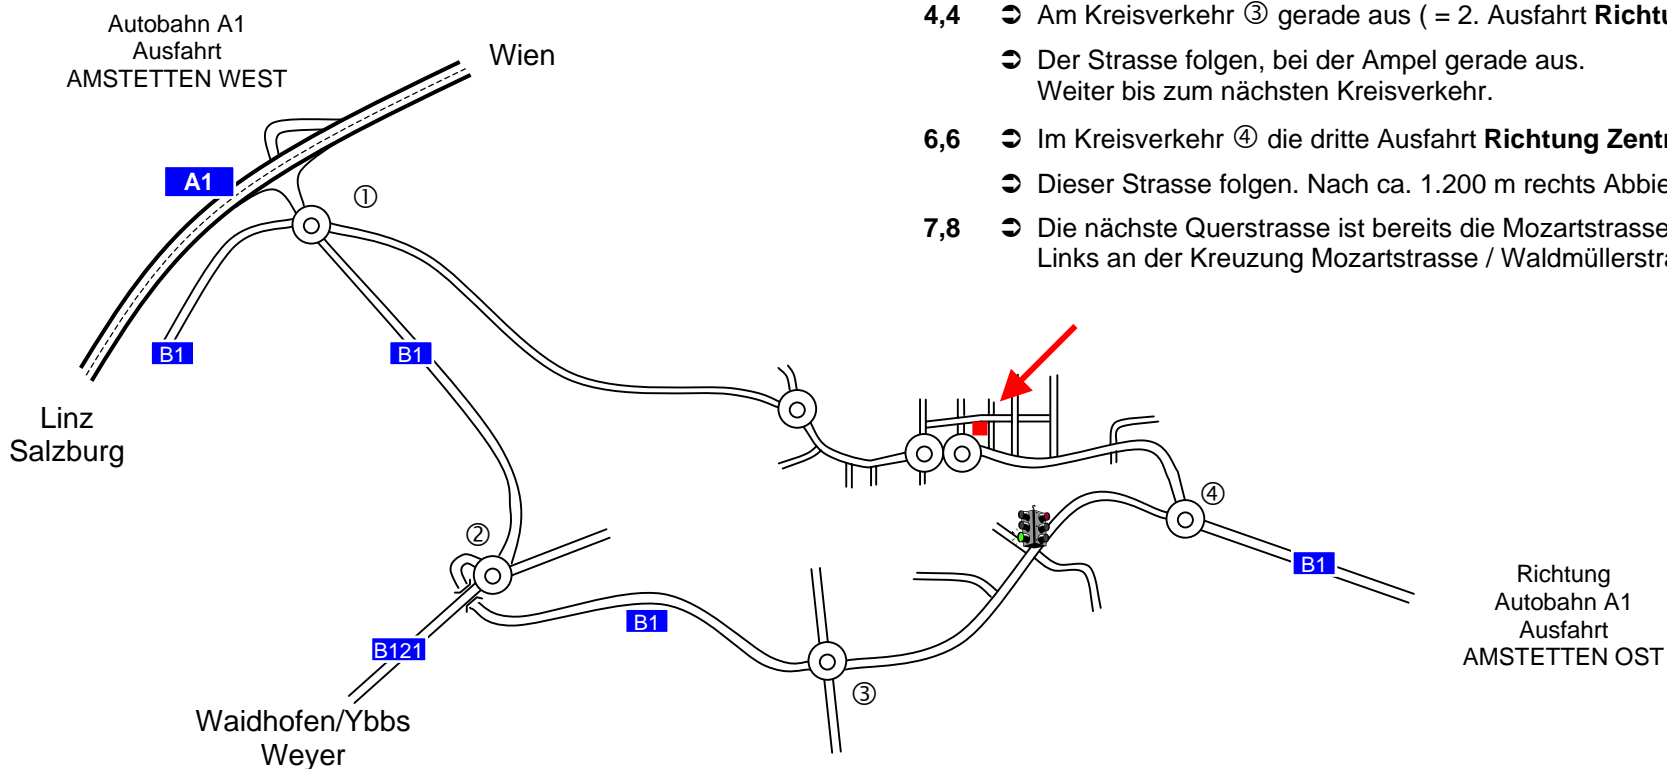 Autobahn A1
Ausfahrt
AMSTETTEN WEST
Wien
4,4 ➲ Am Kreisverkehr ③ gerade aus ( = 2. Ausfahrt
➲ Der Strasse folgen, bei der Ampel gerade aus.
Weiter bis zum nächsten Kreisverkehr.
6,6 ➲ Im Kreisverkehr ④ die dritte Ausfahrt Richtung
➲ Dieser Strasse folgen. Nach ca. 1.200 m rechts
7,8 ➲ Die nächste Querstrasse ist bereits die Mozartstrasse
Links an der Kreuzung Mozartstrasse /
A1
①
B1
B1
Linz
Salzburg
④
②
B1
Richtung
Autobahn A1
Ausfahrt
AMSTETTEN OST
B1
B121
③
Waidhofen/Ybbs
Weyer